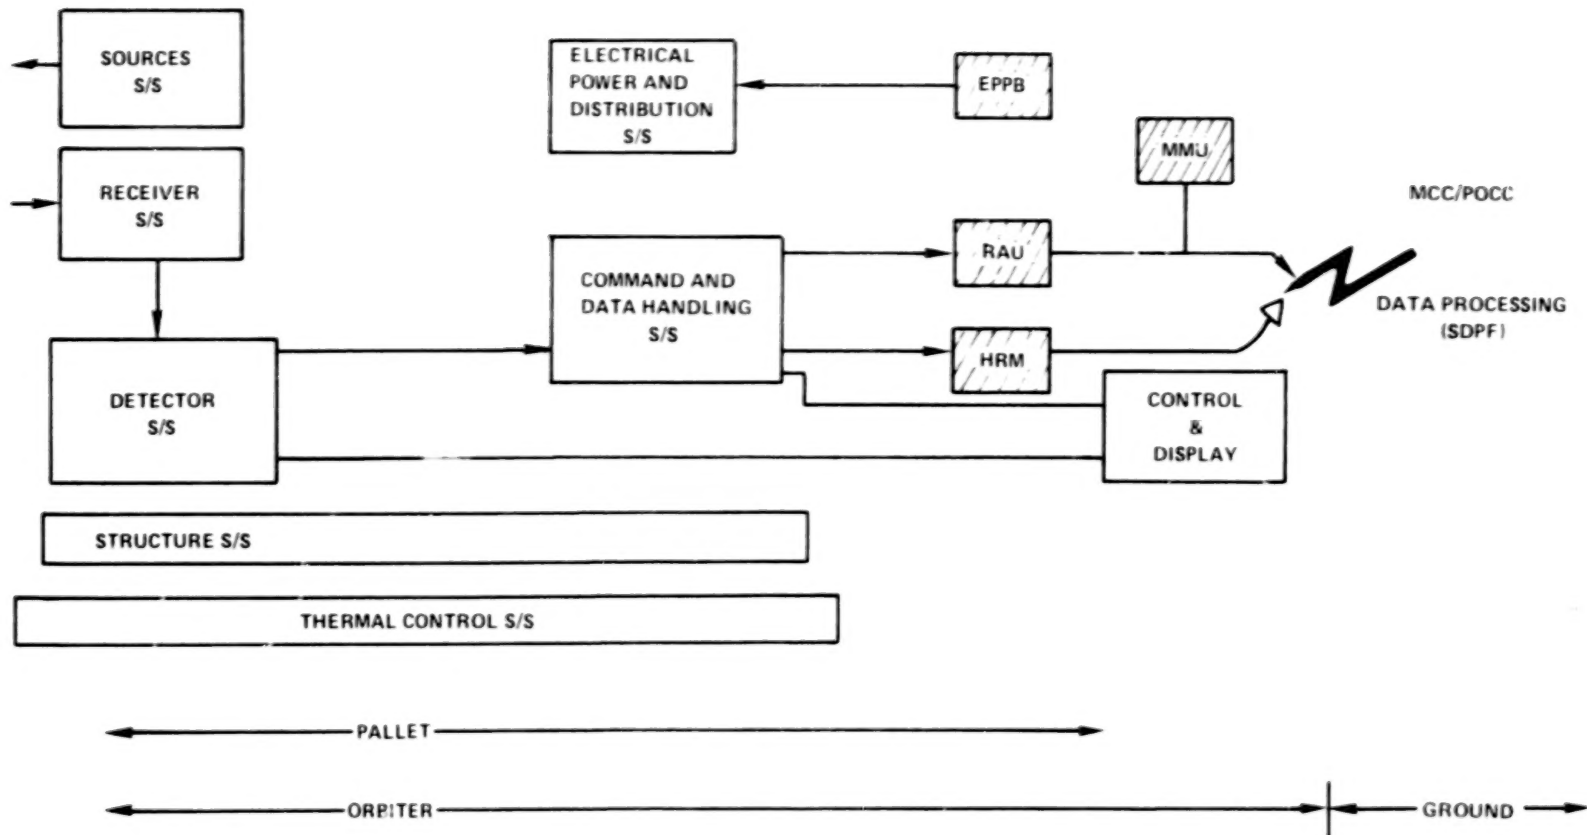 SOURCES
S/S
ELECTRICAL
POWER AND
DISTRIBUTION
S/S
EPPB
MMU
RECEIVER
S/S
MCC/POCC
COMMAND AND
DATA HANDLING
S/S
RAU
DATA PROCESSING
(SDPF)
HRM
DETECTOR
S/S
CONTROL
&
DISPLAY
STRUCTURE S/S
THERMAL CONTROL S/S
PALLET
ORBITER
GROUND